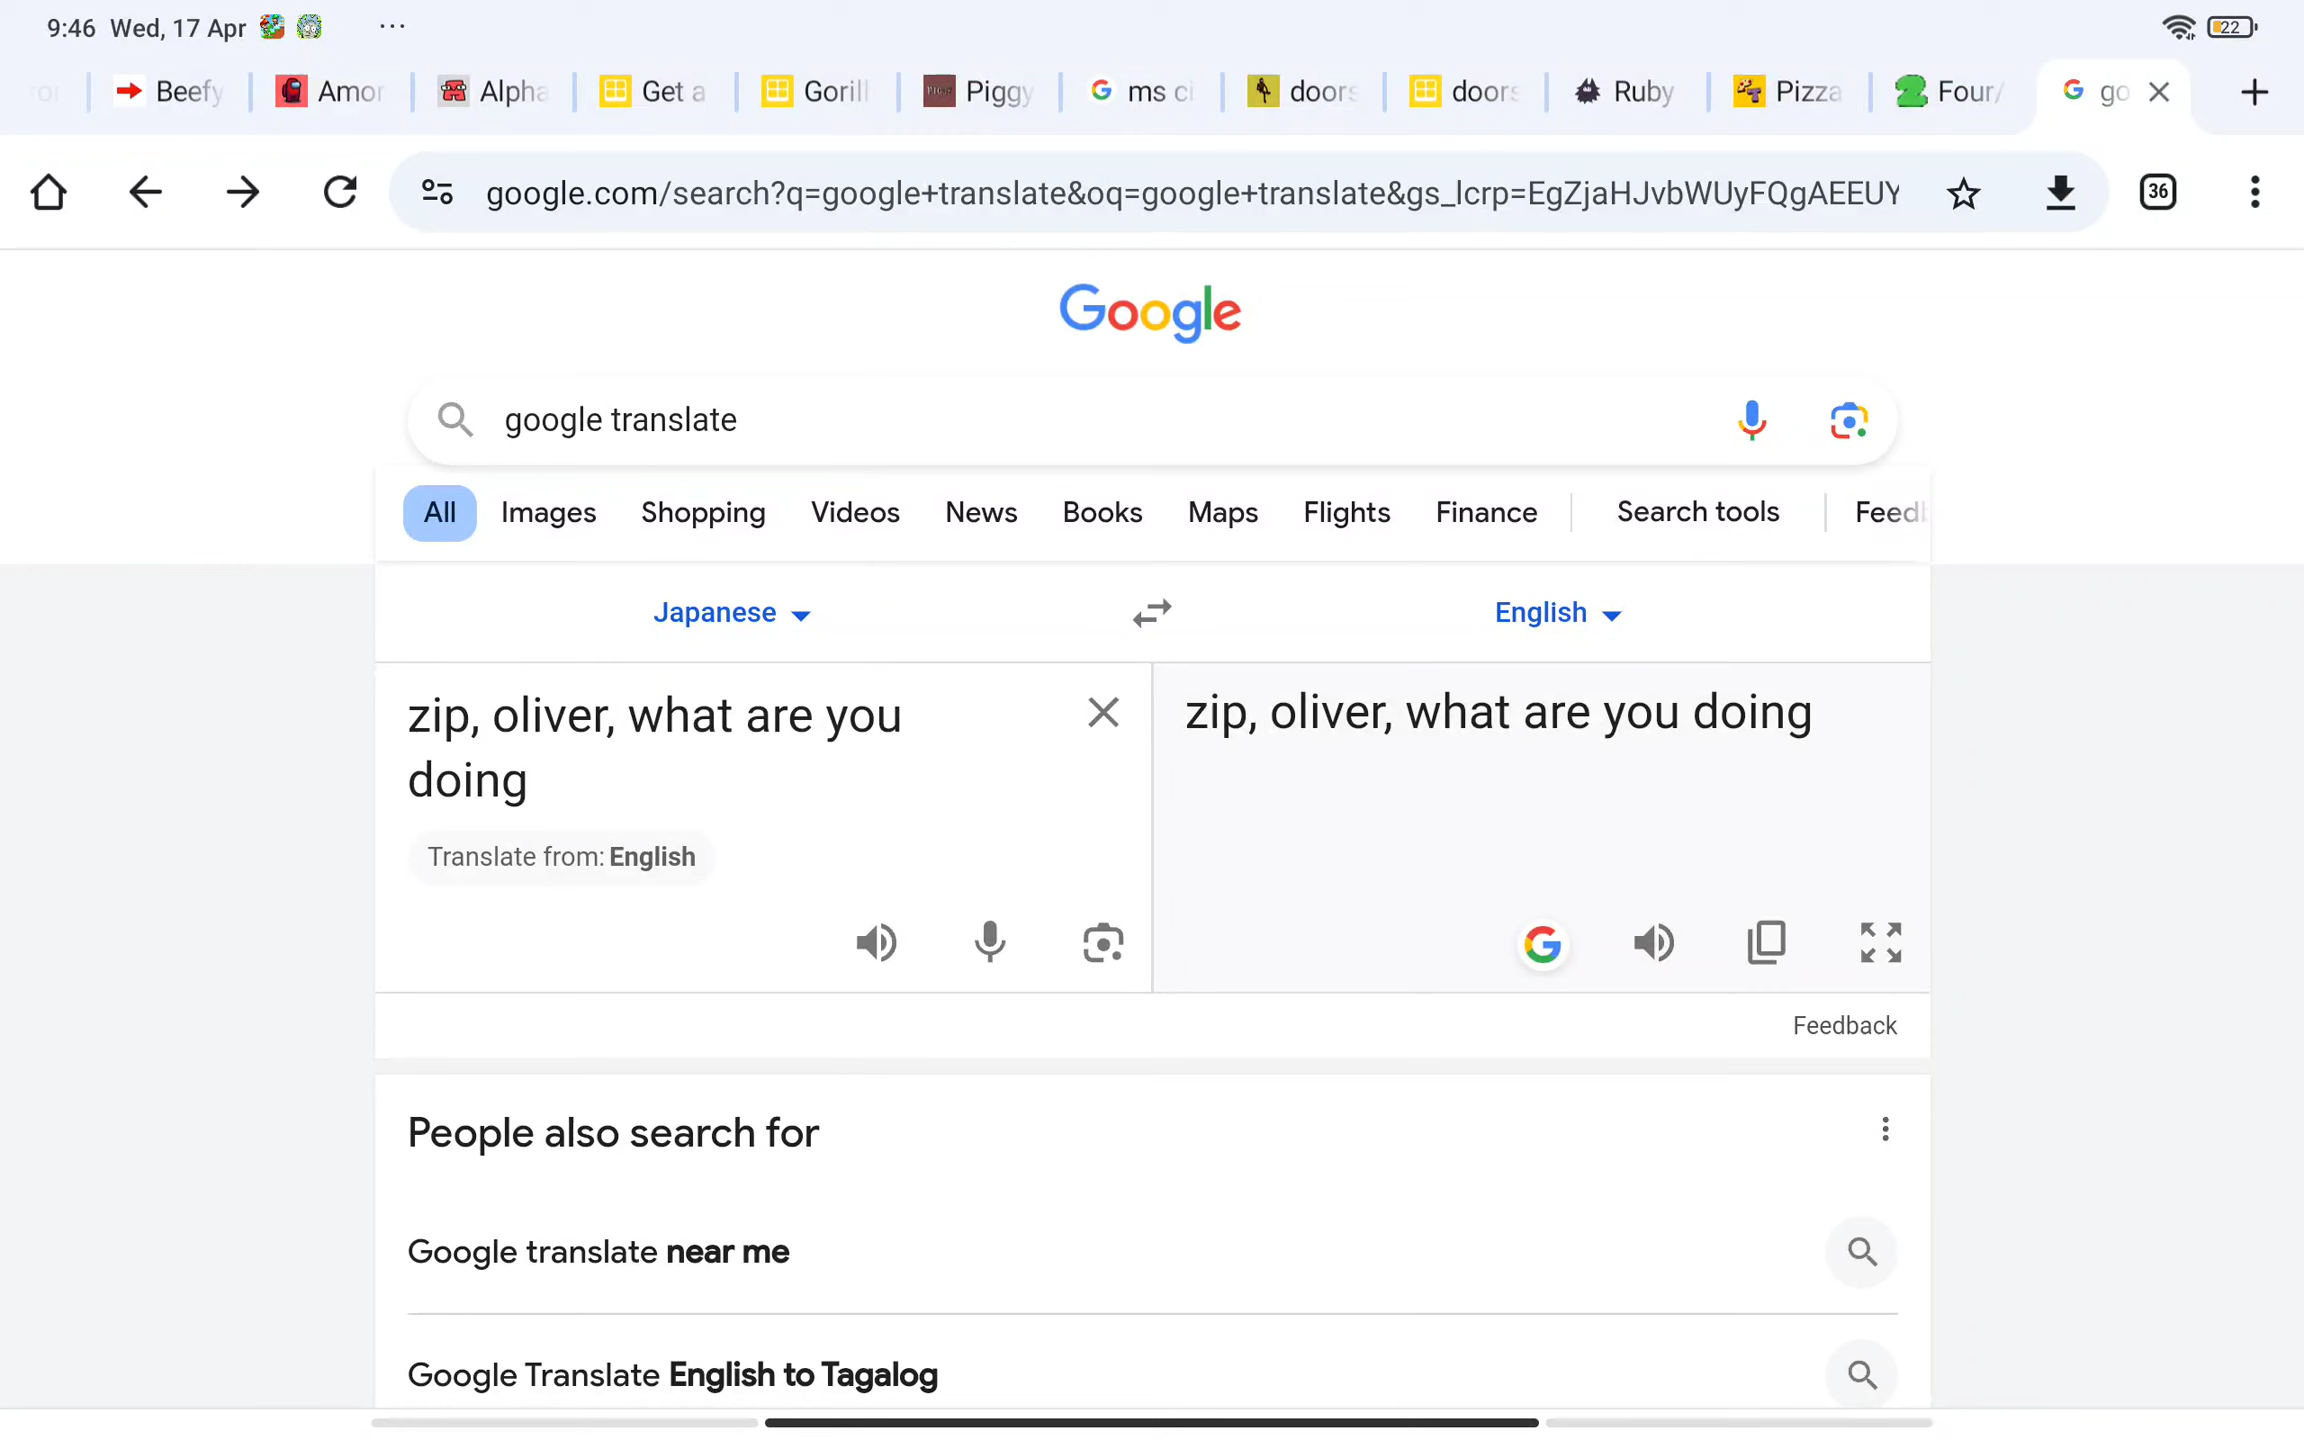 9:46 Wed, 17 Apr ... 22
Beefy Amor Alpha Get a Gorill Piggy ms ci doors doors Ruby Pizza Four/ go
google.com/search?q=google+translate&oq=google+translate&gs_lcrp=EgZjaHJvbWUyFQgAEEUY 36
Google
google translate
All Images Shopping Videos News Books Maps Flights Finance Search tools Feedb
Japanese English
zip, oliver, what are you
doing
Translate from: English
zip, oliver, what are you doing
Feedback
People also search for
Google translate near me
Google Translate English to Tagalog